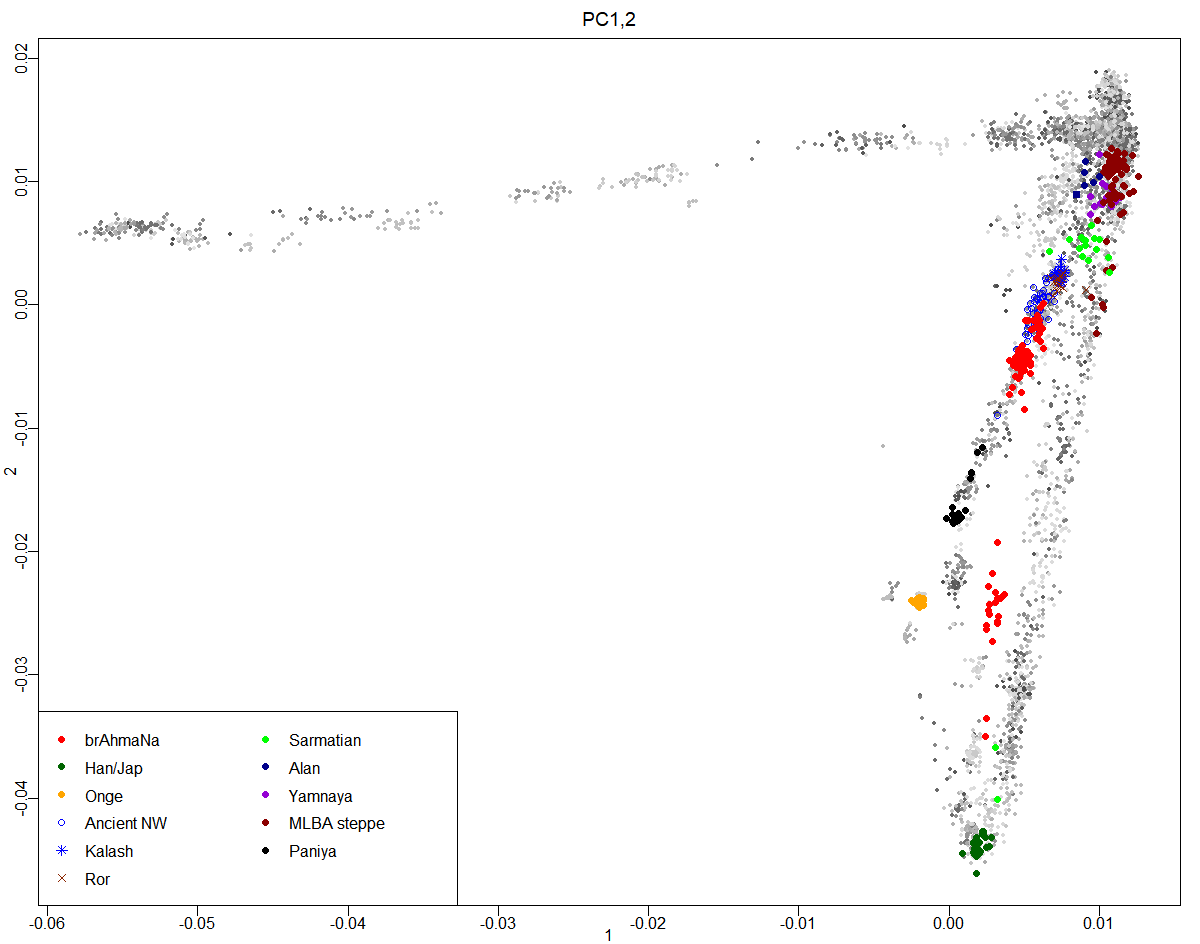 PC1,2
0.02
0.01
0.00
-0.01
-0.02
-0.03
-0.04
2
brAhmaNa
Han/Jap
Onge
Ancient NW
Kalash
Ror
Sarmatian
Alan
Yamnaya
MLBA steppe
Paniya
-0.06 -0.05 -0.04 -0.03 -0.02 -0.01 0.00 0.01
1